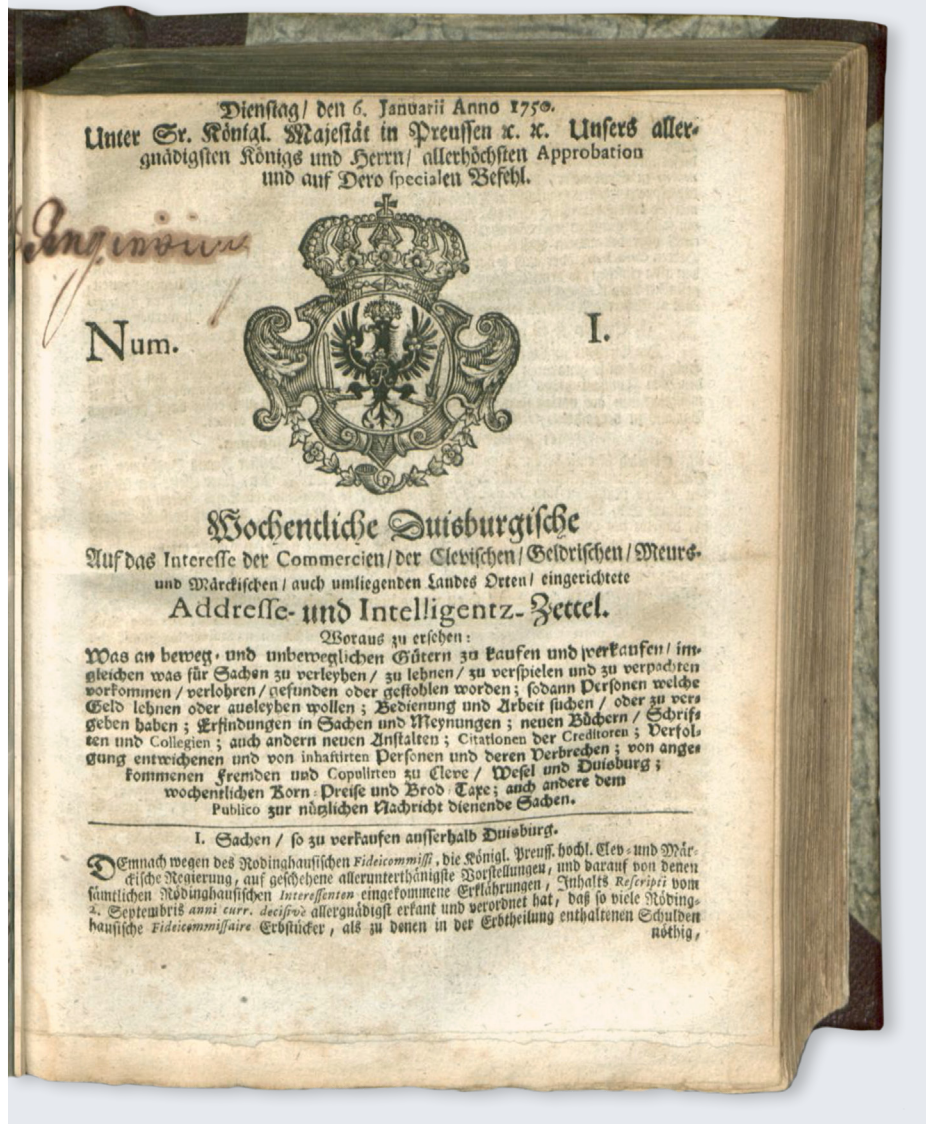 Dienstag/ den 6. Januarii Anno 1750.
Unter Sr. Königl. Majestät in Preussen ꝛc. ꝛc. Unsers aller-
gnädigsten Königs und Herrn/ allerhöchsten Approbation
und auf Dero specialen Befehl.
Num. I.
Wochentliche Duisburgische
Auf das Interesse der Commercien/ der Clevischen/ Geldrischen/ Meurs-
und Märckischen/ auch umliegenden Landes Orten/ eingerichtete
Addresse- und Intelligentz-Zettel.
Woraus zu ersehen:
Was an beweg- und unbeweglichen Gütern zu kaufen und verkaufen/ im-
gleichen was für Sachen zu verleyhen/ zu lehnen/ zu verspielen und zu verpachten
vorkommen/ verlohren/ gefunden oder gestohlen worden; sodann Personen welche
Geld lehnen oder ausleyhen wollen; Bedienung und Arbeit suchen/ oder zu ver-
geben haben; Erfindungen in Sachen und Meynungen; neuen Büchern/ Schrif-
ten und Collegien; auch andern neuen Anstalten; Citationen der Creditoren; Verfol-
gung entwichenen und von inhaftirten Personen und deren Verbrechen; von ange-
kommenen Fremden und Copulirten zu Cleve/ Wesel und Duisburg;
wochentlichen Korn-Preise und Brod-Taxe; auch andere dem
Publico zur nützlichen Nachricht dienende Sachen.
I. Sachen/ so zu verkaufen ausserhalb Duisburg.
DEmnach wegen des Rodinghausischen Fideicommissi, die Königl. Preuss. hochl. Clev- und Mär-
ckische Regierung, auf geschehene allerunterthänigste Vorstellungen, und darauf von denen
sämtlichen Rödinghausischen Interessenten eingekommene Erklährungen, Inhalts Rescripti vom
2. Septembris anni curr. decisive allergnädigst erkant und verordnet hat, daß so viele Röding-
hausische Fideicommissaire Erbstücker, als zu denen in der Erbtheilung enthaltenen Schulden
nöthig,